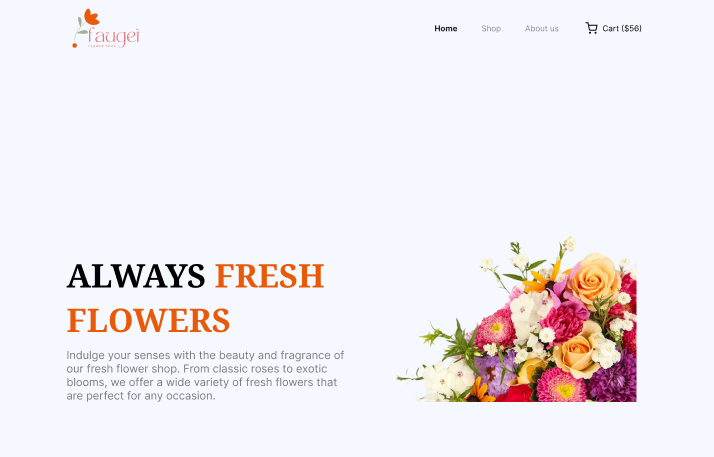 faugei
FLOWER SHOP
Home
Shop
About us
Cart ($56)
ALWAYS FRESH
FLOWERS
Indulge your senses with the beauty and fragrance of
our fresh flower shop. From classic roses to exotic
blooms, we offer a wide variety of fresh flowers that
are perfect for any occasion.